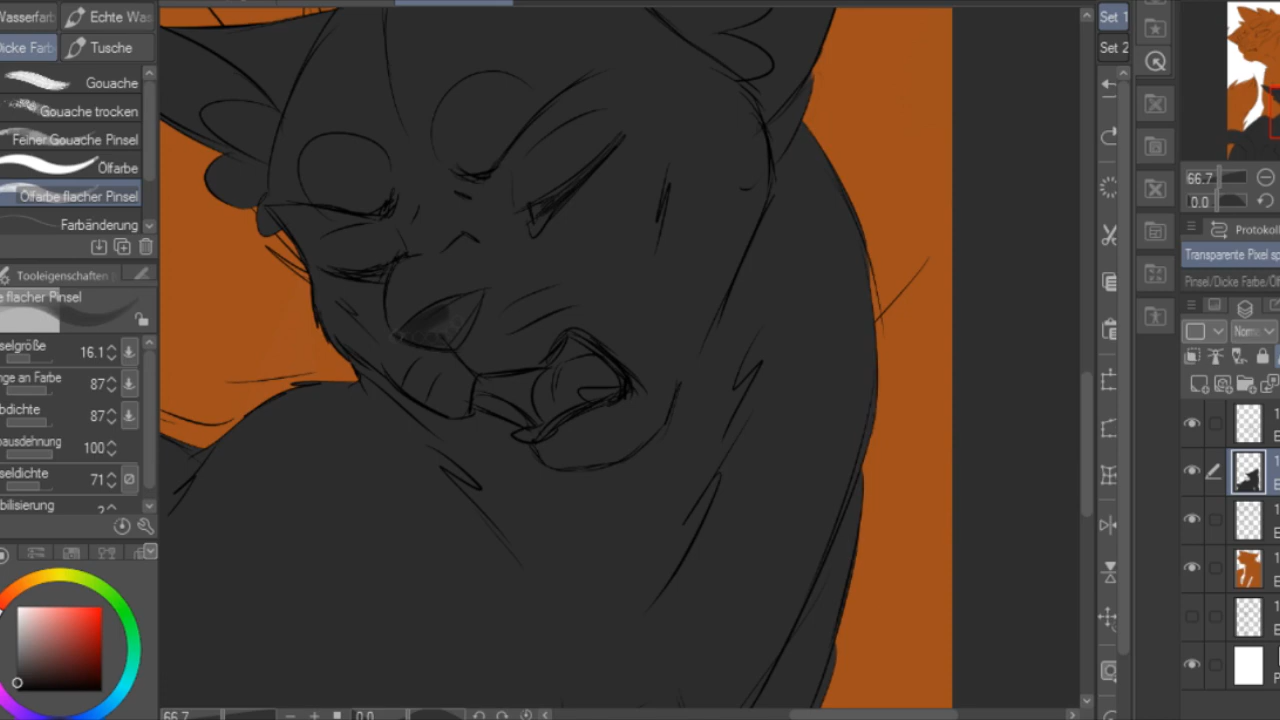 Wasserfarb
Echte Was
Dicke Farb
Tusche
Gouache
Gouache trocken
Feiner Gouache Pinsel
Ölfarbe
Ölfarbe flacher Pinsel
Farbänderung
Tooleigenschaften
e flacher Pinsel
selgröße 16.1
nge an Farbe 87
bdichte 87
ausdehnung 100
seldichte 71
bilisierung
66.7
0.0
Set 1
Set 2
66.7
0.0
Protokoll
Transparente Pixel sp
Pinsel/Dicke Farbe/Öl
Norma